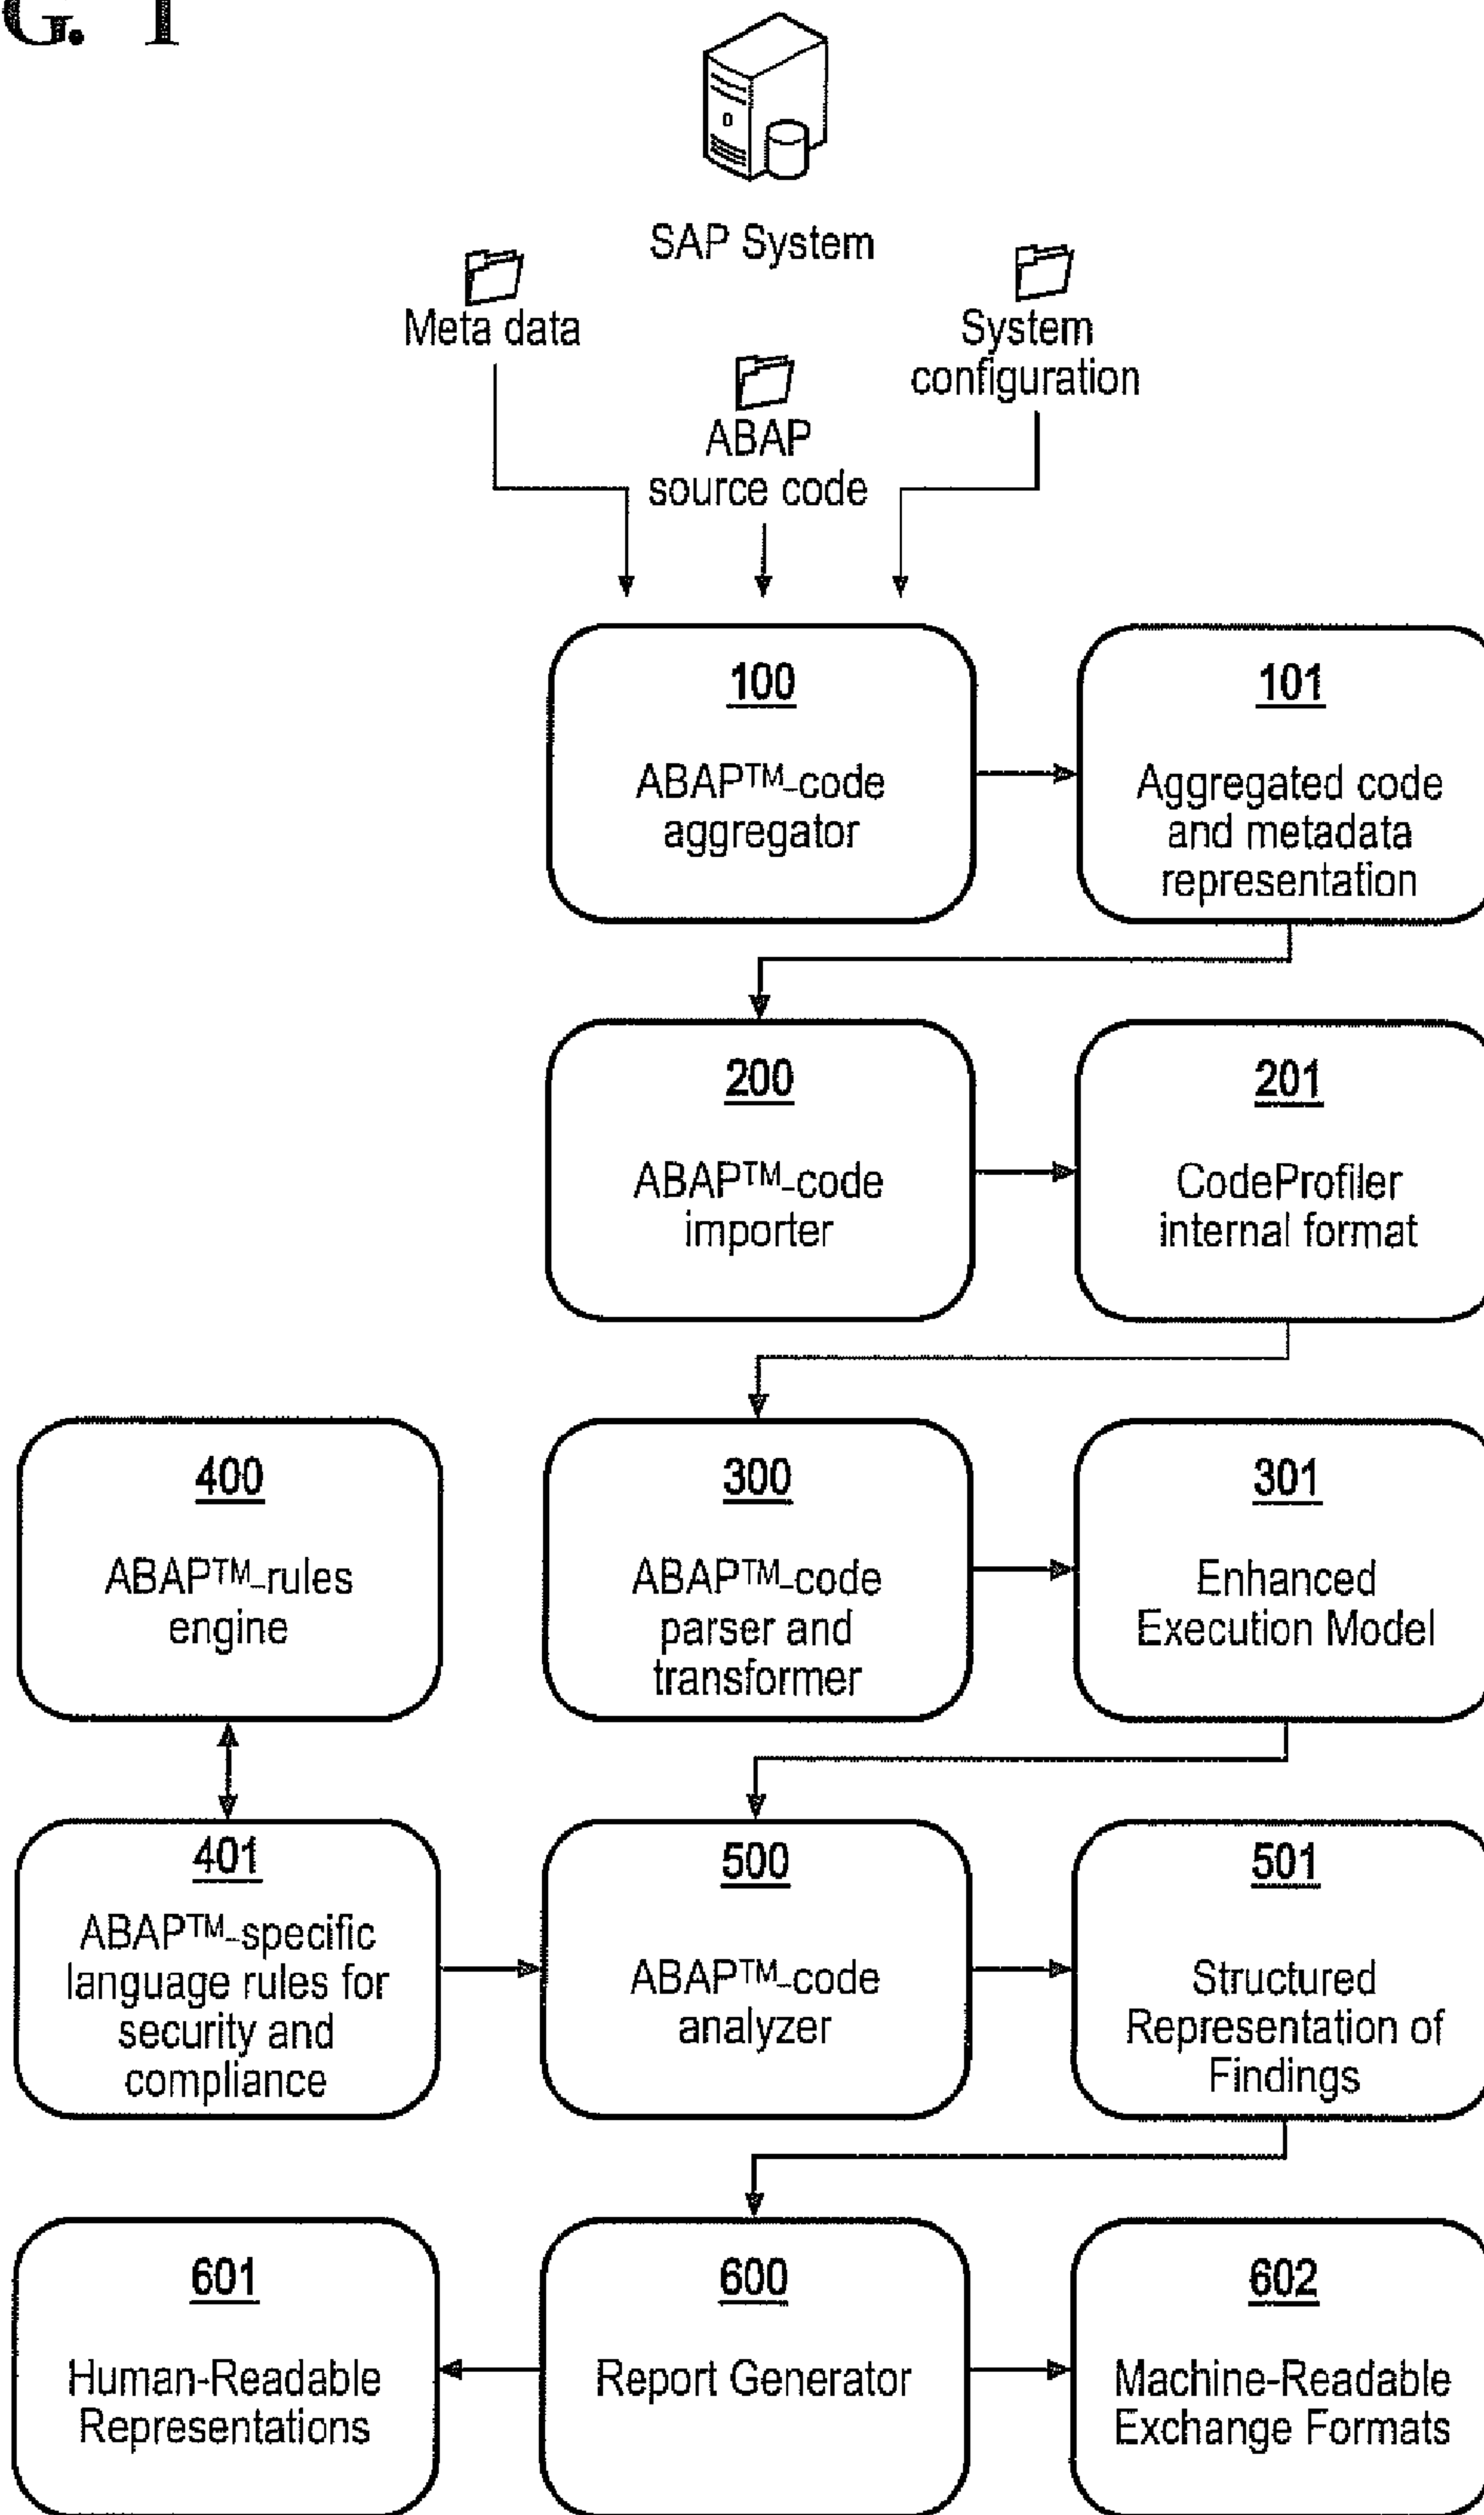 G. 1
SAP System
Meta data
System
configuration
ABAP
source code
100
ABAP™-code
aggregator
101
Aggregated code
and metadata
representation
200
ABAP™-code
importer
201
CodeProfiler
internal format
400
ABAP™-rules
engine
300
ABAP™-code
parser and
transformer
301
Enhanced
Execution Model
401
ABAP™-specific
language rules for
security and
compliance
500
ABAP™-code
analyzer
501
Structured
Representation of
Findings
601
Human-Readable
Representations
600
Report Generator
602
Machine-Readable
Exchange Formats